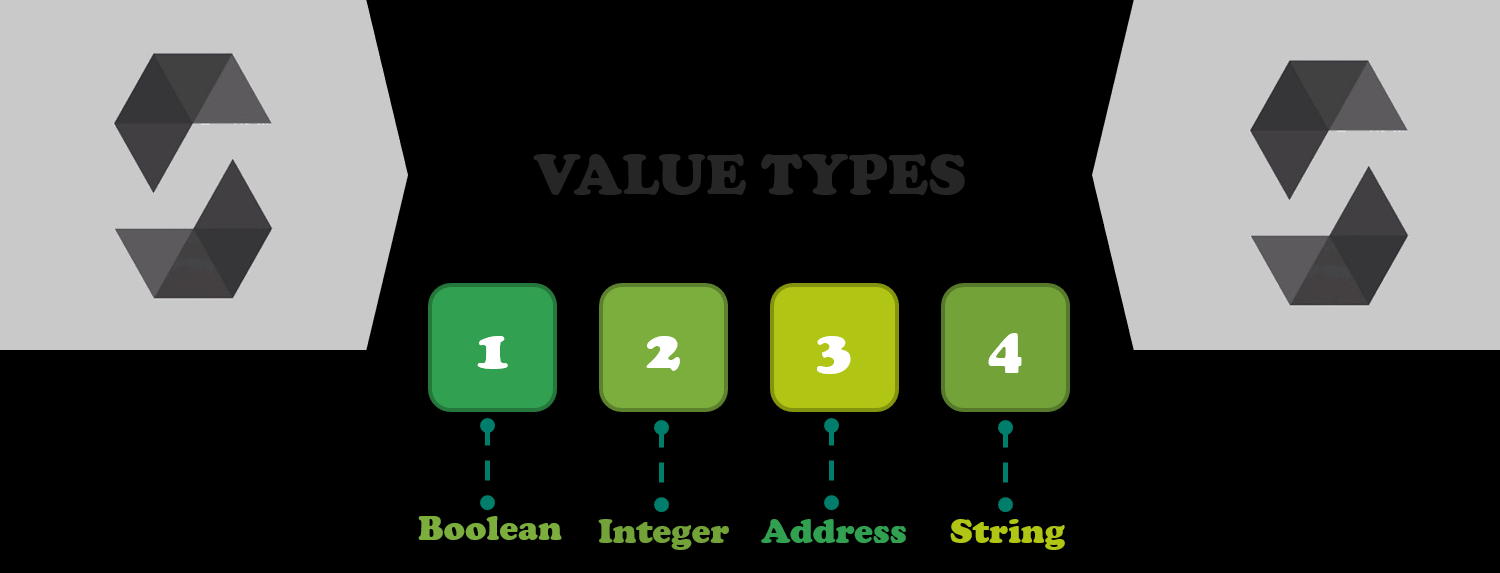 VALUE TYPES
1 2 3 4
Boolean Integer Address String